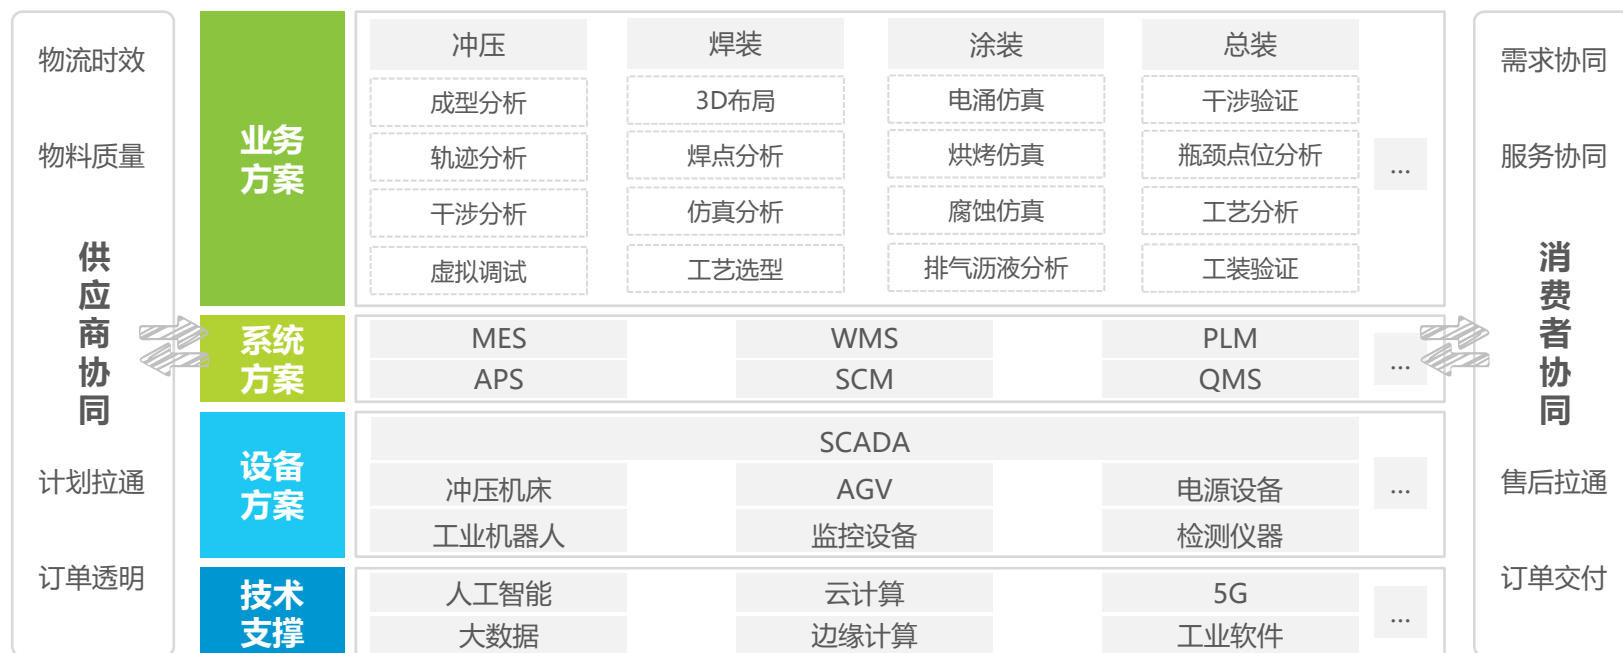 物流时效
物料质量
供应商协同
计划拉通
订单透明
业务
方案
冲压
焊装
涂装
总装
成型分析
3D布局
电涌仿真
干涉验证
轨迹分析
焊点分析
烘烤仿真
瓶颈点位分析
干涉分析
仿真分析
腐蚀仿真
工艺分析
虚拟调试
工艺选型
排气沥液分析
工装验证
...
系统
方案
MES
WMS
PLM
APS
SCM
QMS
...
设备
方案
SCADA
冲压机床
AGV
电源设备
工业机器人
监控设备
检测仪器
...
技术
支撑
人工智能
云计算
5G
大数据
边缘计算
工业软件
...
需求协同
服务协同
消费者协同
售后拉通
订单交付